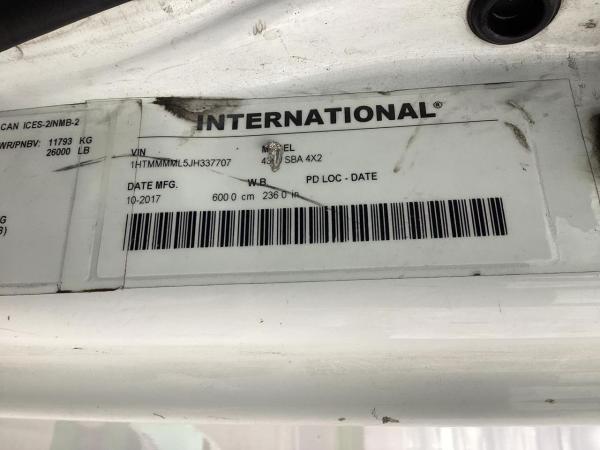 CAN ICES-2/NMB-2
WR/PNBV: 11793 KG
26000 LB
G
B)
INTERNATIONAL
VIN
1HTMMMML5JH337707
SBA 4X2
DATE MFG.
W.B.
PD LOC - DATE
10-2017
600 0 cm 236 0 in